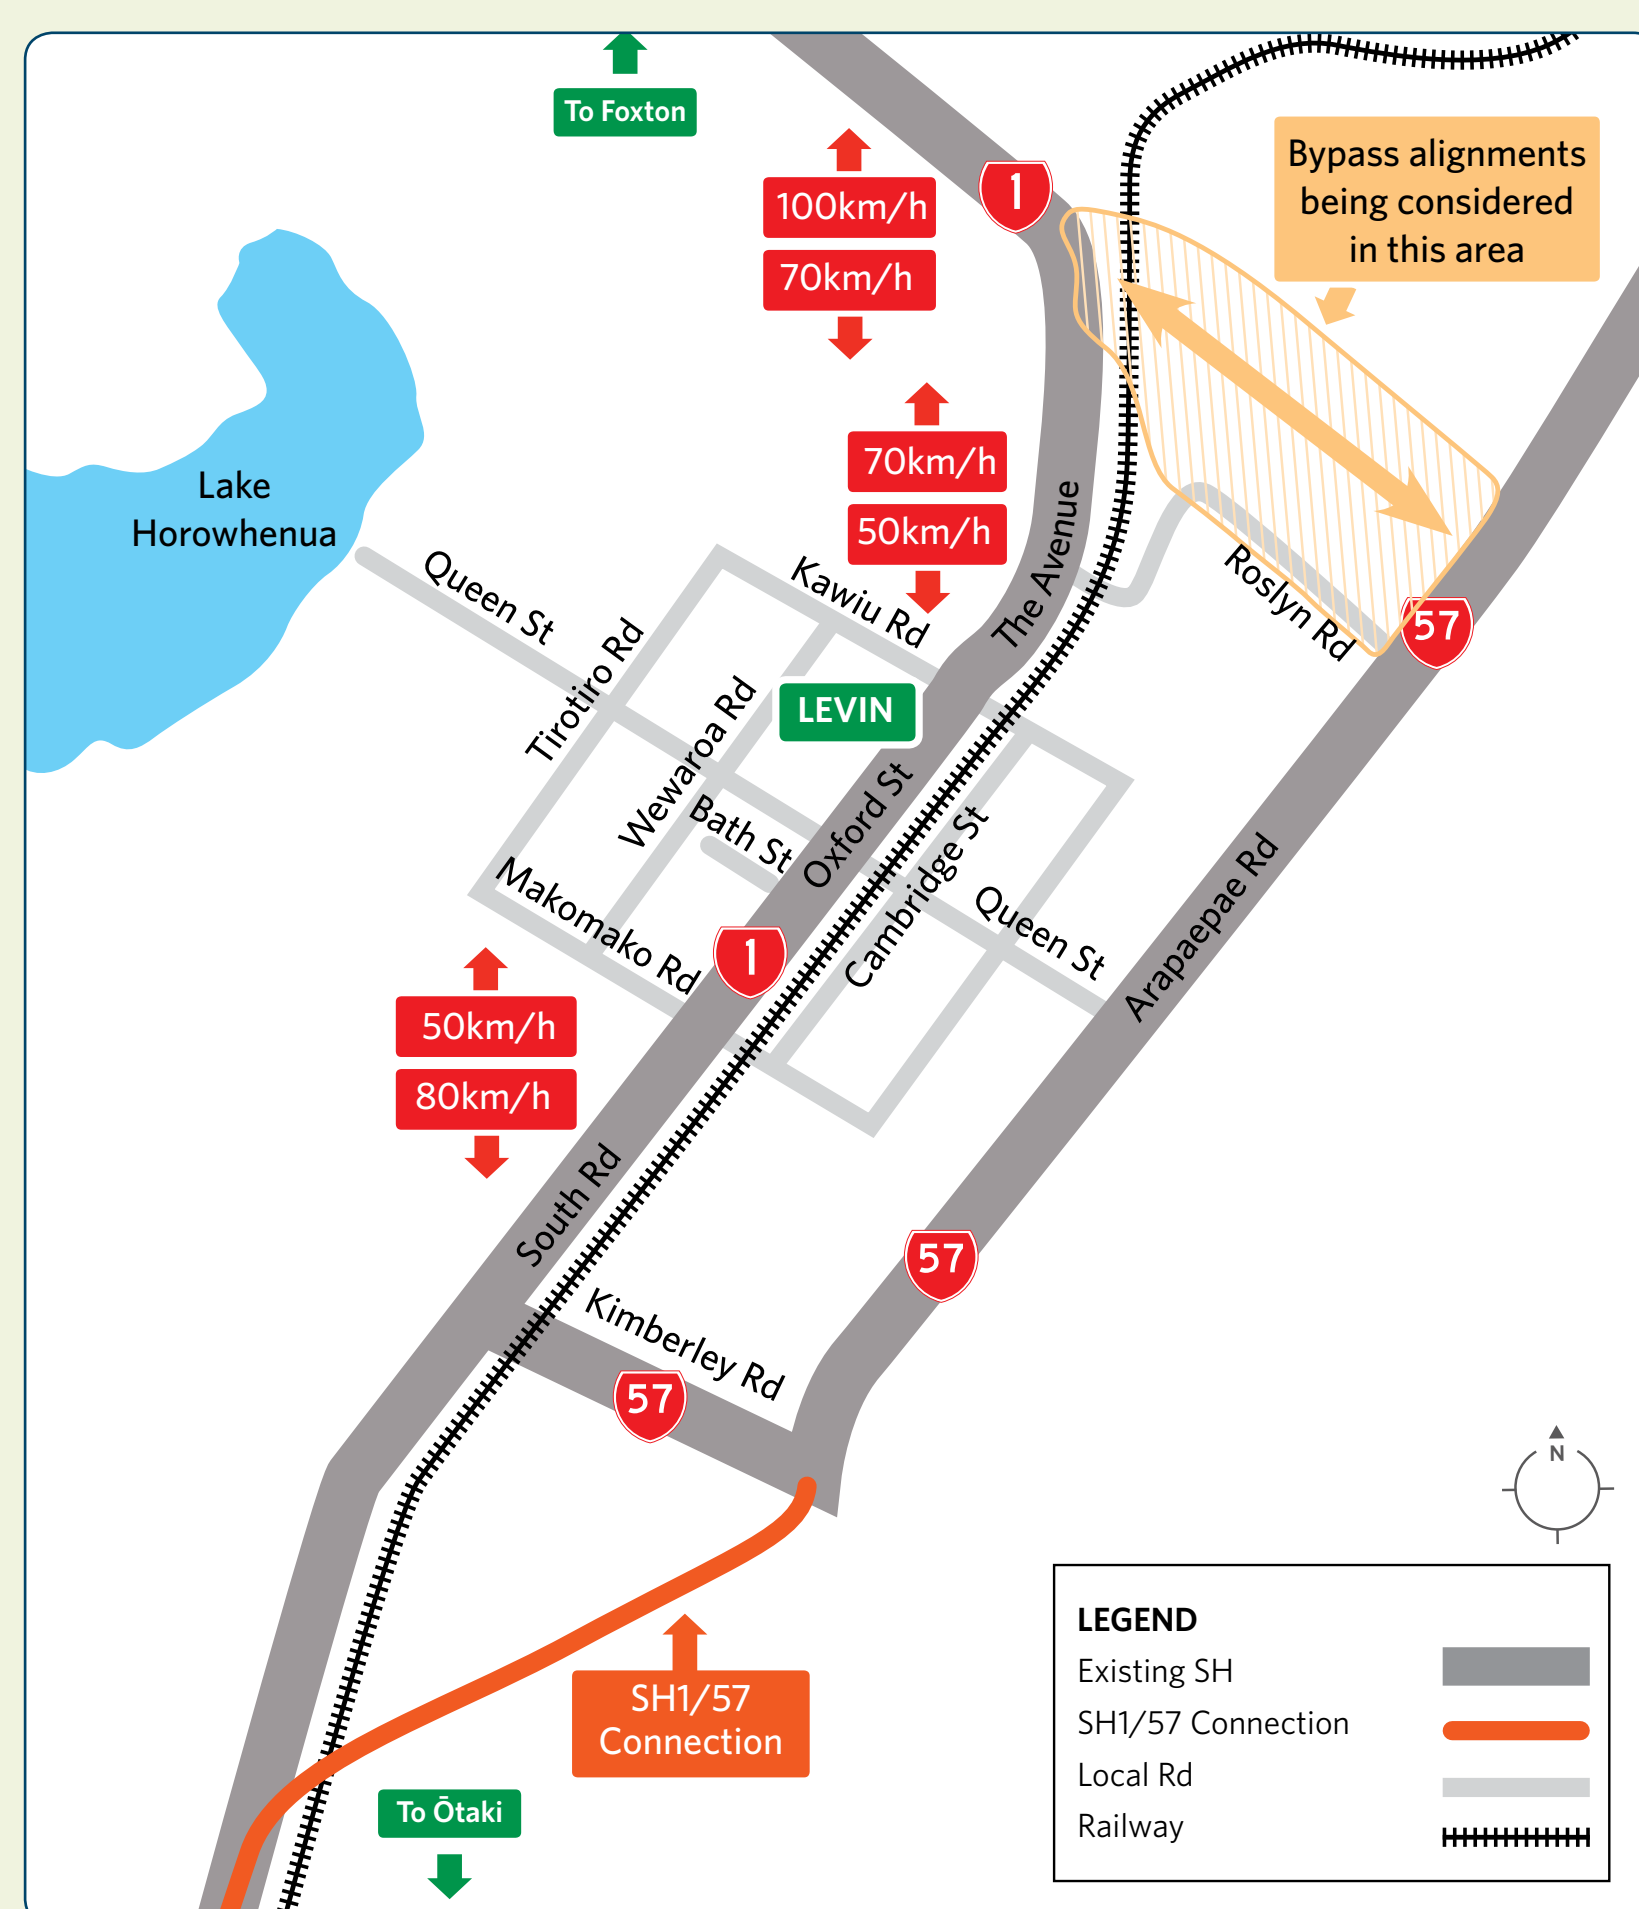 To Foxton
100km/h
70km/h
1
Bypass alignments
being considered
in this area
70km/h
50km/h
Lake
Horowhenua
Queen St
Tirotiro Rd
Kawiu Rd
The Avenue
Roslyn Rd
57
Wewaroa Rd
LEVIN
Bath St
Oxford St
Cambridge St
Queen St
Arapaepae Rd
Makomako Rd
1
50km/h
80km/h
South Rd
57
Kimberley Rd
57
N
SH1/57
Connection
To Ōtaki
LEGEND
Existing SH
SH1/57 Connection
Local Rd
Railway